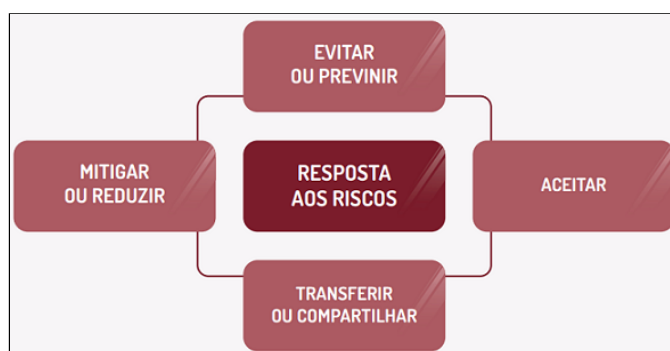 EVITAR
OU PREVINIR
MITIGAR
OU REDUZIR
RESPOSTA
AOS RISCOS
ACEITAR
TRANSFERIR
OU COMPARTILHAR